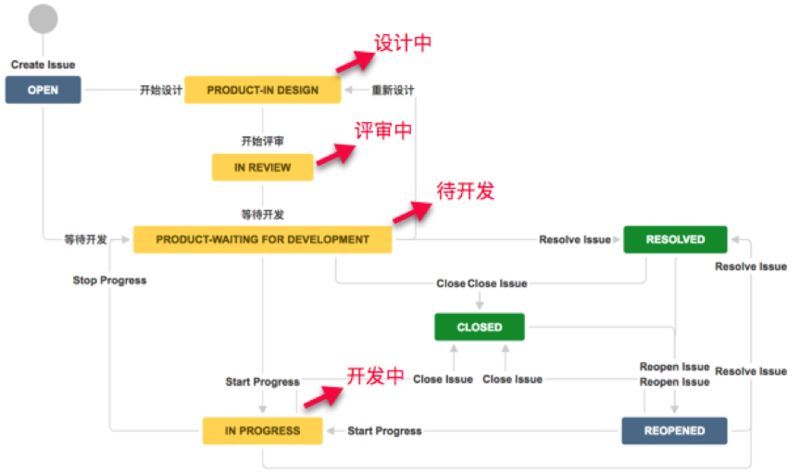 设计中
Create Issue
OPEN
开始设计
PRODUCT-IN DESIGN
重新设计
开始评审
评审中
IN REVIEW
待开发
等待开发
等待开发
PRODUCT-WAITING FOR DEVELOPMENT
Resolve Issue
RESOLVED
Resolve Issue
Stop Progress
Close Close Issue
CLOSED
Reopen Issue
Resolve Issue
Start Progress
开发中
Close Issue
Close Issue
Reopen Issue
IN PROGRESS
Start Progress
REOPENED